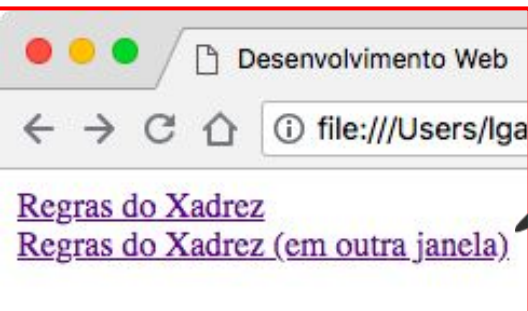 Desenvolvimento Web
file:///Users/lga
Regras do Xadrez
Regras do Xadrez (em outra janela)